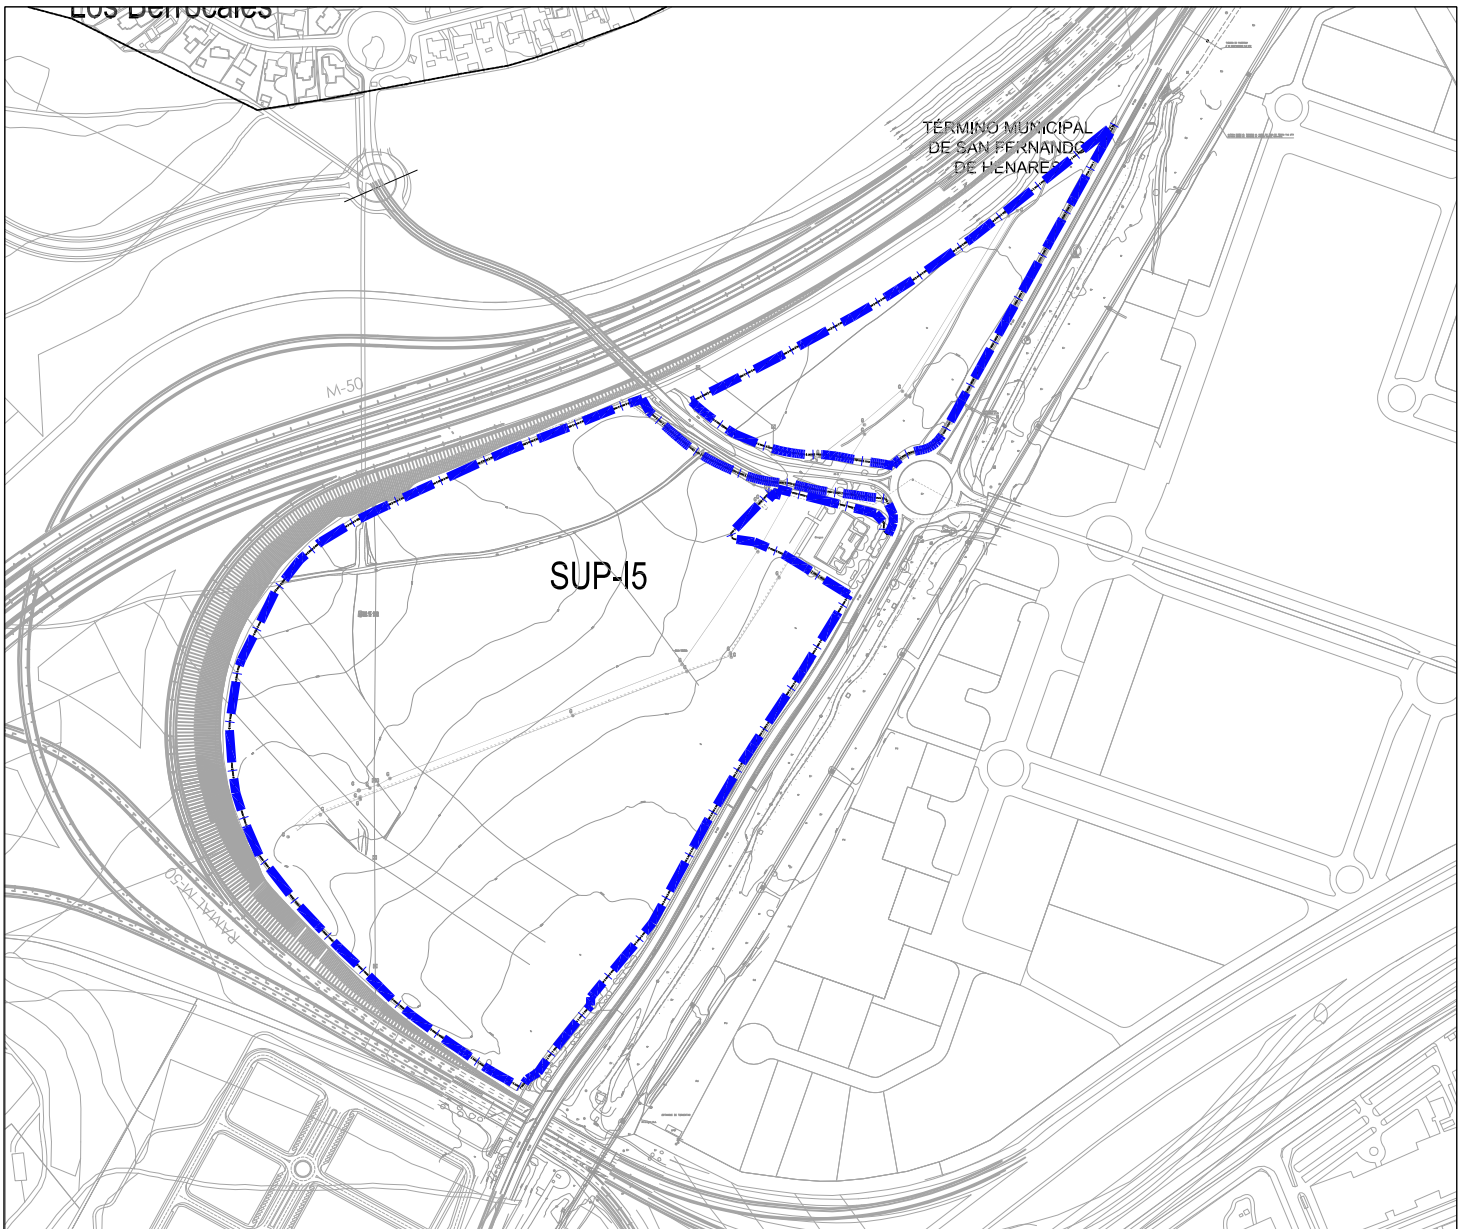 Los Berrocales
TÉRMINO MUNICIPAL
DE SAN FERNANDO
DE HENARES
M-50
SUP-I5
RAMAL M-50